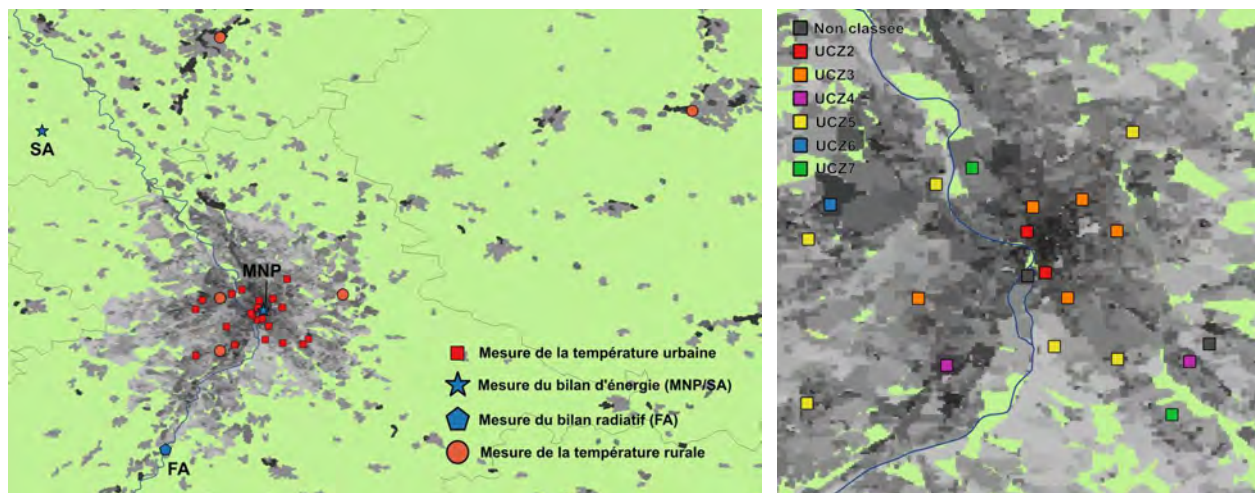 SA
MNP
FA
Mesure de la température urbaine
Mesure du bilan d'énergie (MNP/SA)
Mesure du bilan radiatif (FA)
Mesure de la température rurale
Non classee
UCZ2
UCZ3
UCZ4
UCZ5
UCZ6
UCZ7